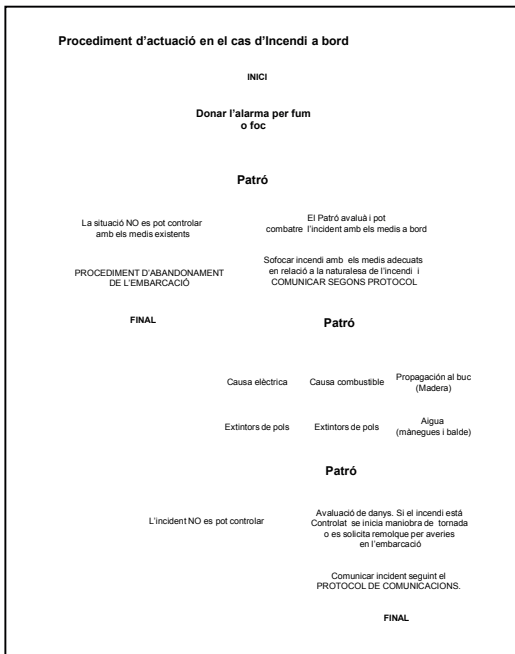 Procediment d’actuació en el cas d’Incendi a bord
INICI
Donar l’alarma per fum
o foc
Patró
La situació NO es pot controlar
amb els medis existents
El Patró avaluà i pot
combatre l’incident amb els medis a bord
PROCEDIMENT D’ABANDONAMENT
DE L’EMBARCACIÓ
Sofocar incendi amb els medis adecuats
en relació a la naturalesa de l’incendi i
COMUNICAR SEGONS PROTOCOL
FINAL
Patró
Causa elèctrica
Causa combustible
Propagación al buc
(Madera)
Extintors de pols
Extintors de pols
Aigua
(mànegues i balde)
Patró
L’incident NO es pot controlar
Avaluació de danys. Si el incendi está
Controlat se inicia maniobra de tornada
o es solicita remolque per averies
en l’embarcació
Comunicar incident seguint el
PROTOCOL DE COMUNICACIONS.
FINAL